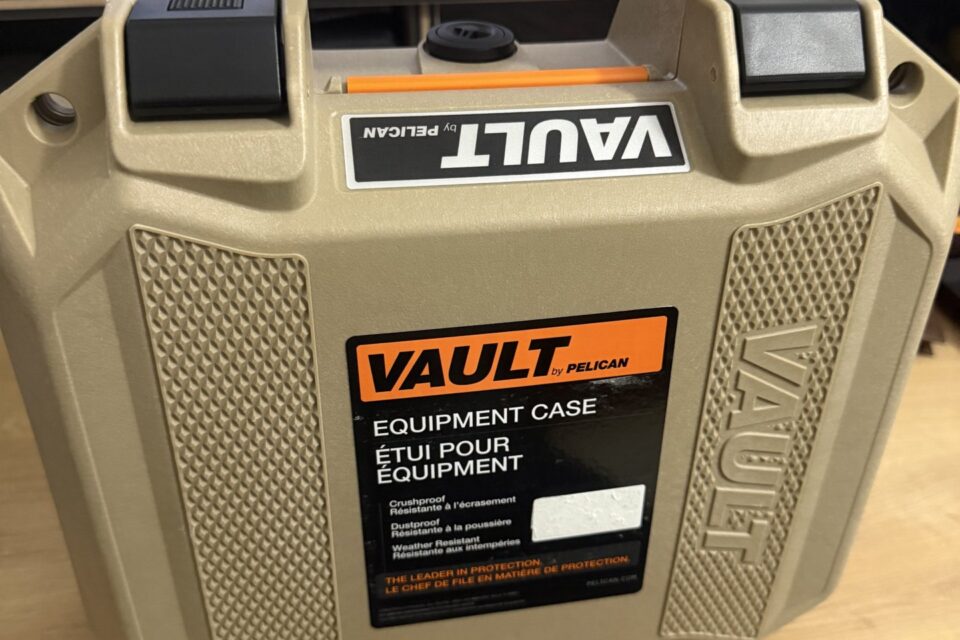 VAULT by PELICAN
VAULT by PELICAN
EQUIPMENT CASE
ÉTUI POUR
ÉQUIPMENT
Crushproof
Résistante à l'écrasement
Dustproof
Résistante à la poussière
Weather Resistant
Résistante aux intempéries
THE LEADER IN PROTECTION.
LE CHEF DE FILE EN MATIÈRE DE PROTECTION.
PELICAN.COM
VAULT